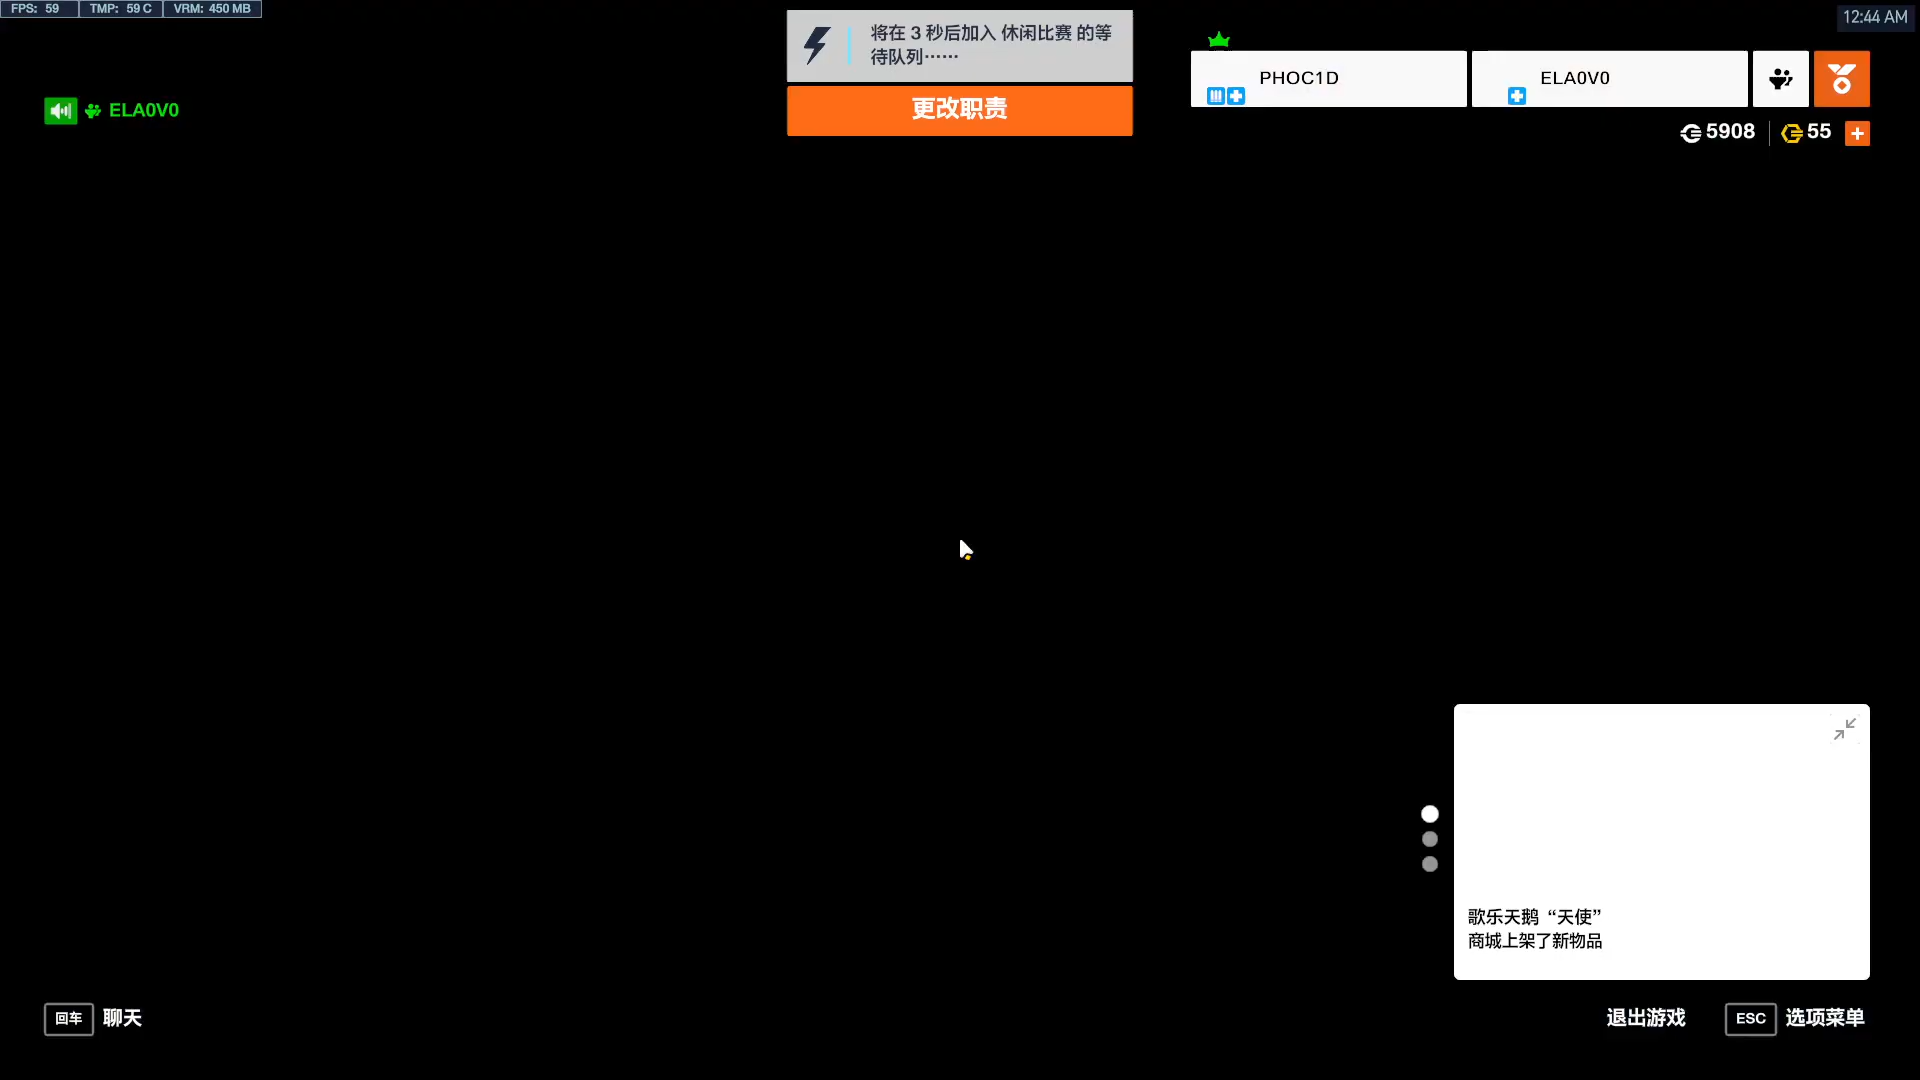 FPS: 59 TMP: 59 C VRM: 450 MB
12:44 AM
将在 3 秒后加入 休闲比赛 的等
待队列……
更改职责
PHOC1D
ELA0V0
ELA0V0
5908
55
歌乐天鹅“天使”
商城上架了新物品
回车 聊天
退出游戏
ESC 选项菜单